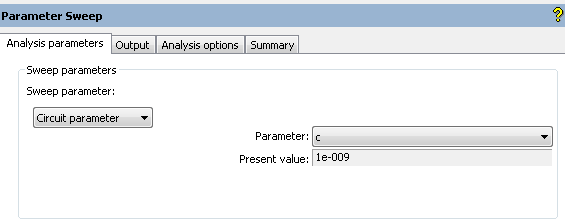 Parameter Sweep
?
Analysis parameters Output Analysis options Summary
Sweep parameters
Sweep parameter:
Circuit parameter
Parameter: c
Present value: 1e-009